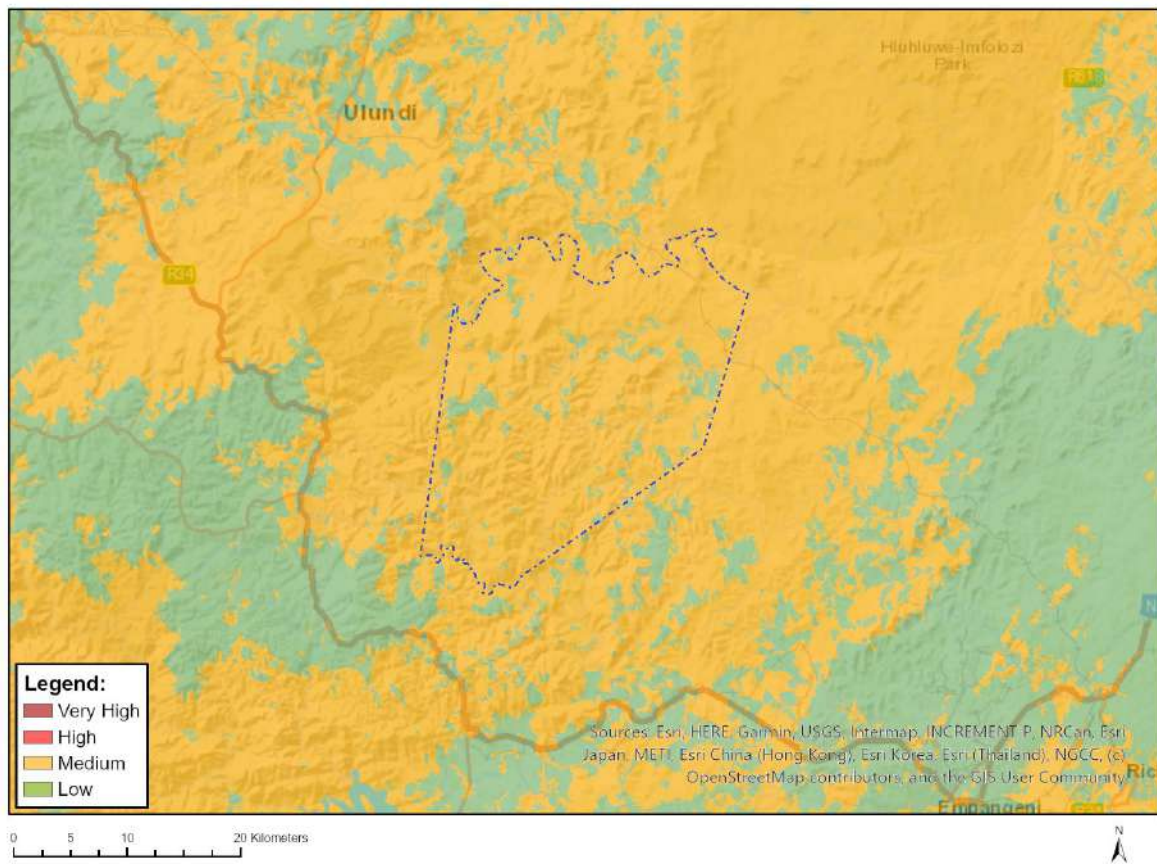 Hluhluwe-Imfolozi
Park
R618
Ulundi
R34
N
Legend:
Very High
High
Medium
Low
Sources: Esri, HERE, Garmin, USGS, Intermap, INCREMENT P, NRCan, Esri
Japan, METI, Esri China (Hong Kong), Esri Korea, Esri (Thailand), NGCC, (c)
OpenStreetMap contributors, and the GIS User Community
Ric
Empangeni
0 5 10 20 Kilometers
N